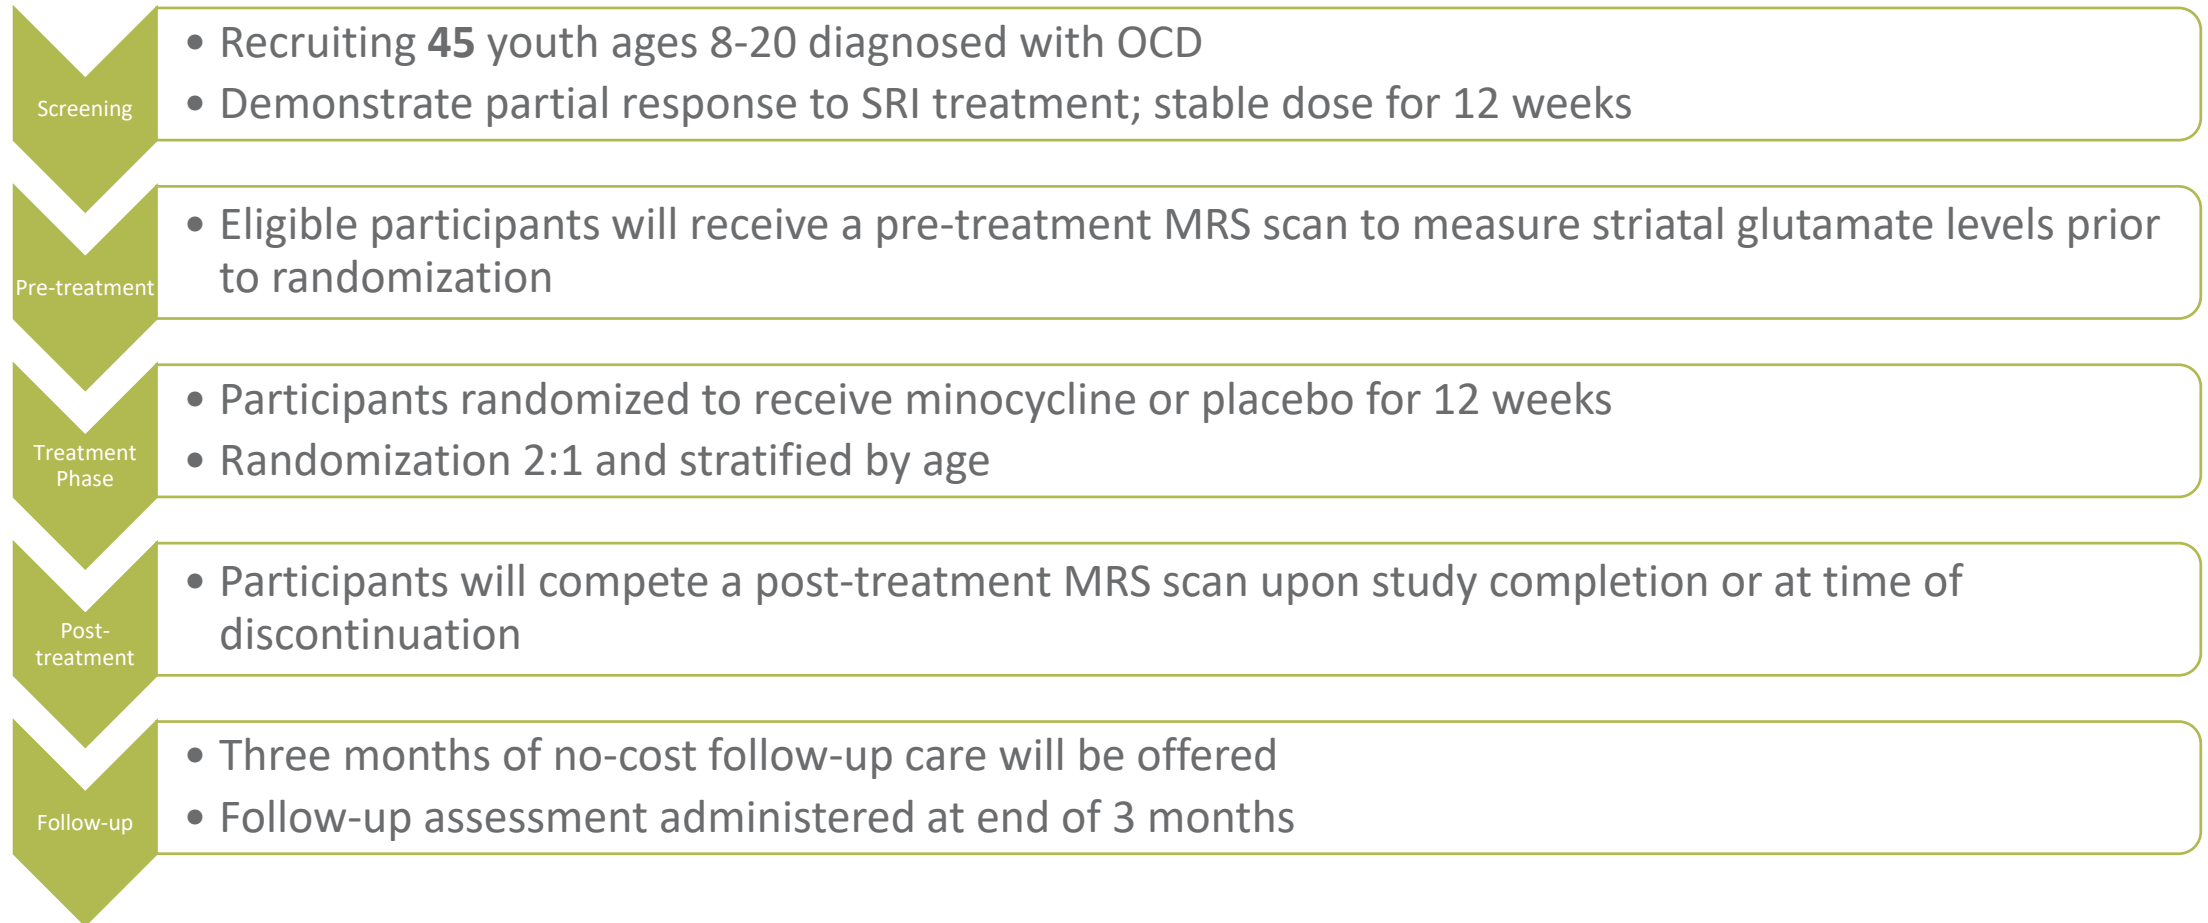 Screening
• Recruiting 45 youth ages 8-20 diagnosed with OCD
• Demonstrate partial response to SRI treatment; stable dose for 12 weeks
Pre-treatment
• Eligible participants will receive a pre-treatment MRS scan to measure striatal glutamate levels prior
to randomization
Treatment
Phase
• Participants randomized to receive minocycline or placebo for 12 weeks
• Randomization 2:1 and stratified by age
Post-
treatment
• Participants will compete a post-treatment MRS scan upon study completion or at time of
discontinuation
Follow-up
• Three months of no-cost follow-up care will be offered
• Follow-up assessment administered at end of 3 months